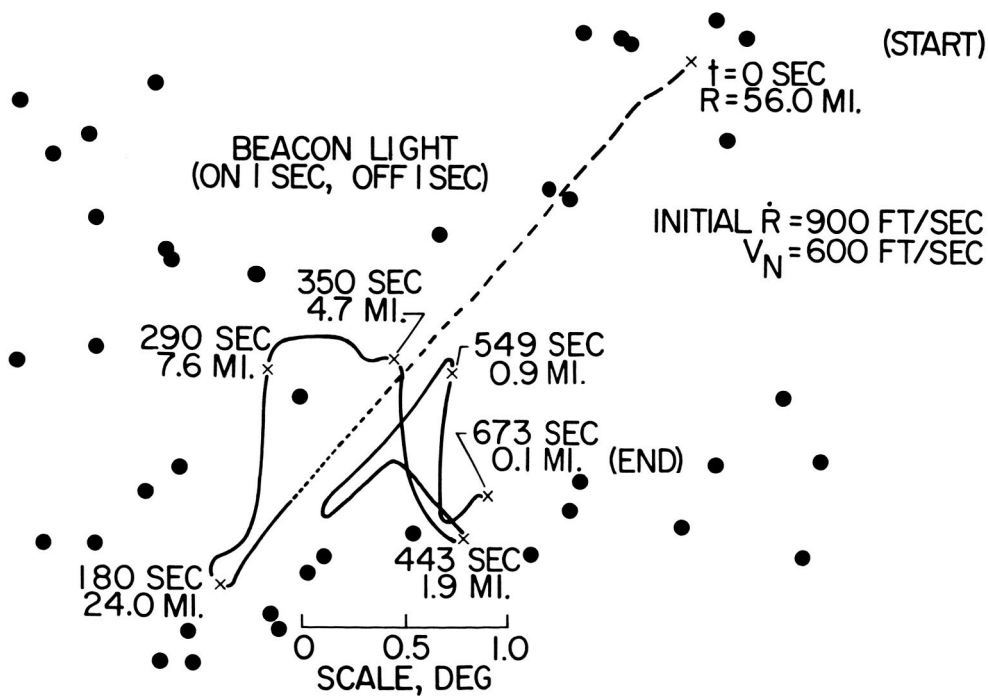 (START)
t=0 SEC
R=56.0 MI.
BEACON LIGHT
(ON 1 SEC, OFF 1 SEC)
INITIAL Ṙ=900 FT/SEC
V_N=600 FT/SEC
350 SEC
4.7 MI.
290 SEC
7.6 MI.
549 SEC
0.9 MI.
673 SEC
0.1 MI. (END)
443 SEC
1.9 MI.
180 SEC
24.0 MI.
0 0.5 1.0
SCALE, DEG